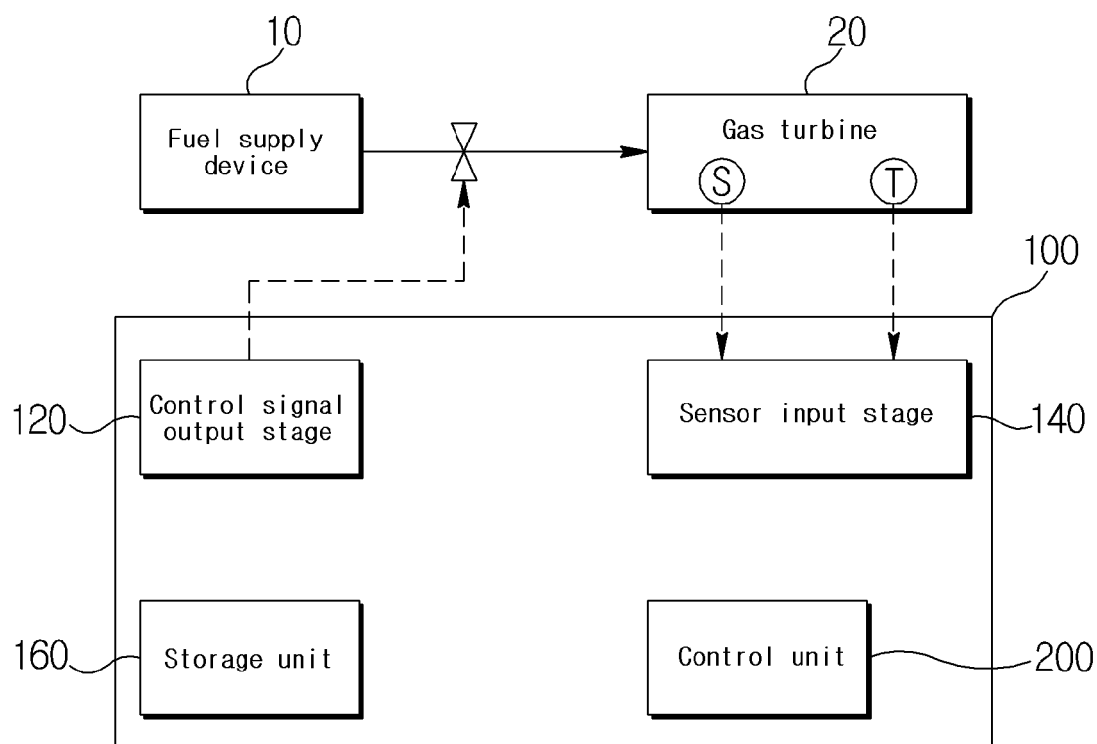 10
20
Fuel supply
device
Gas turbine
S
T
100
120
Control signal
output stage
Sensor input stage
140
160
Storage unit
Control unit
200